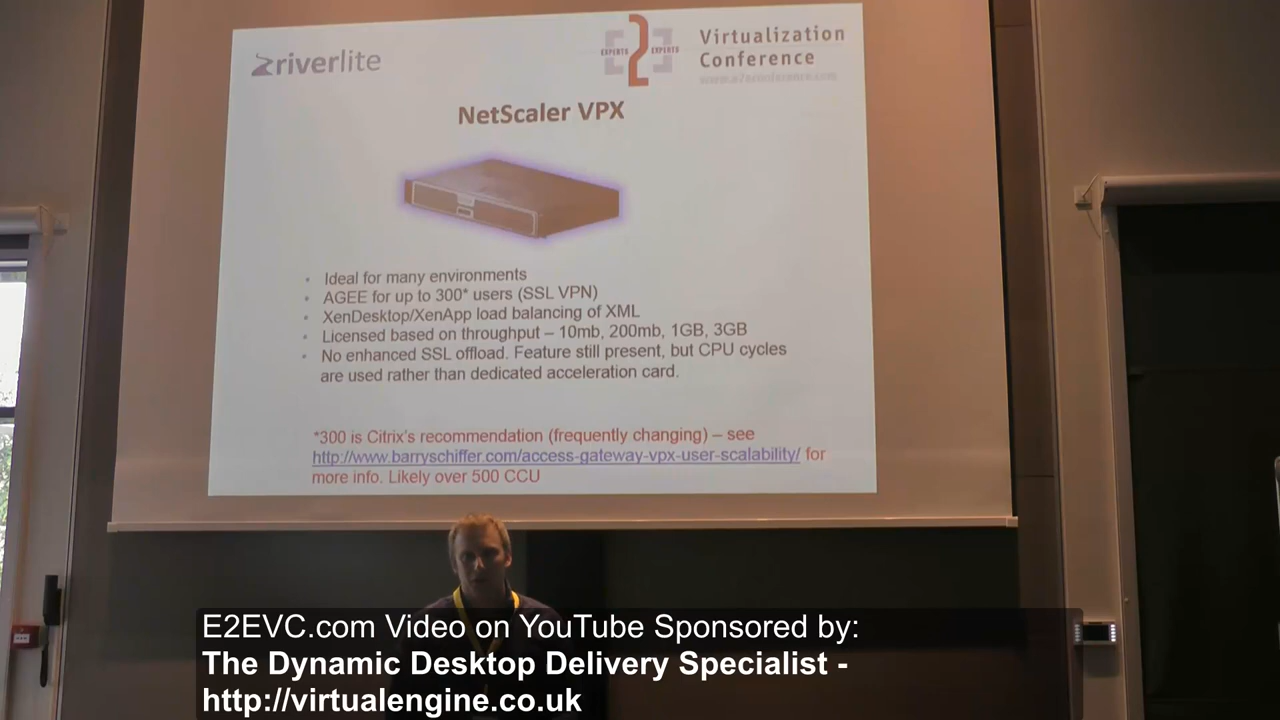 riverlite
EXPERTS 2 EXPERTS
Virtualization
Conference
NetScaler VPX
• Ideal for many environments
• AGEE for up to 300* users (SSL VPN)
• XenDesktop/XenApp load balancing of XML
• Licensed based on throughput – 10mb, 200mb, 1GB, 3GB
• No enhanced SSL offload. Feature still present, but CPU cycles
are used rather than dedicated acceleration card.
*300 is Citrix's recommendation (frequently changing) – see
http://www.barryschiffer.com/access-gateway-vpx-user-scalability/ for
more info. Likely over 500 CCU
E2EVC.com Video on YouTube Sponsored by:
The Dynamic Desktop Delivery Specialist -
http://virtualengine.co.uk